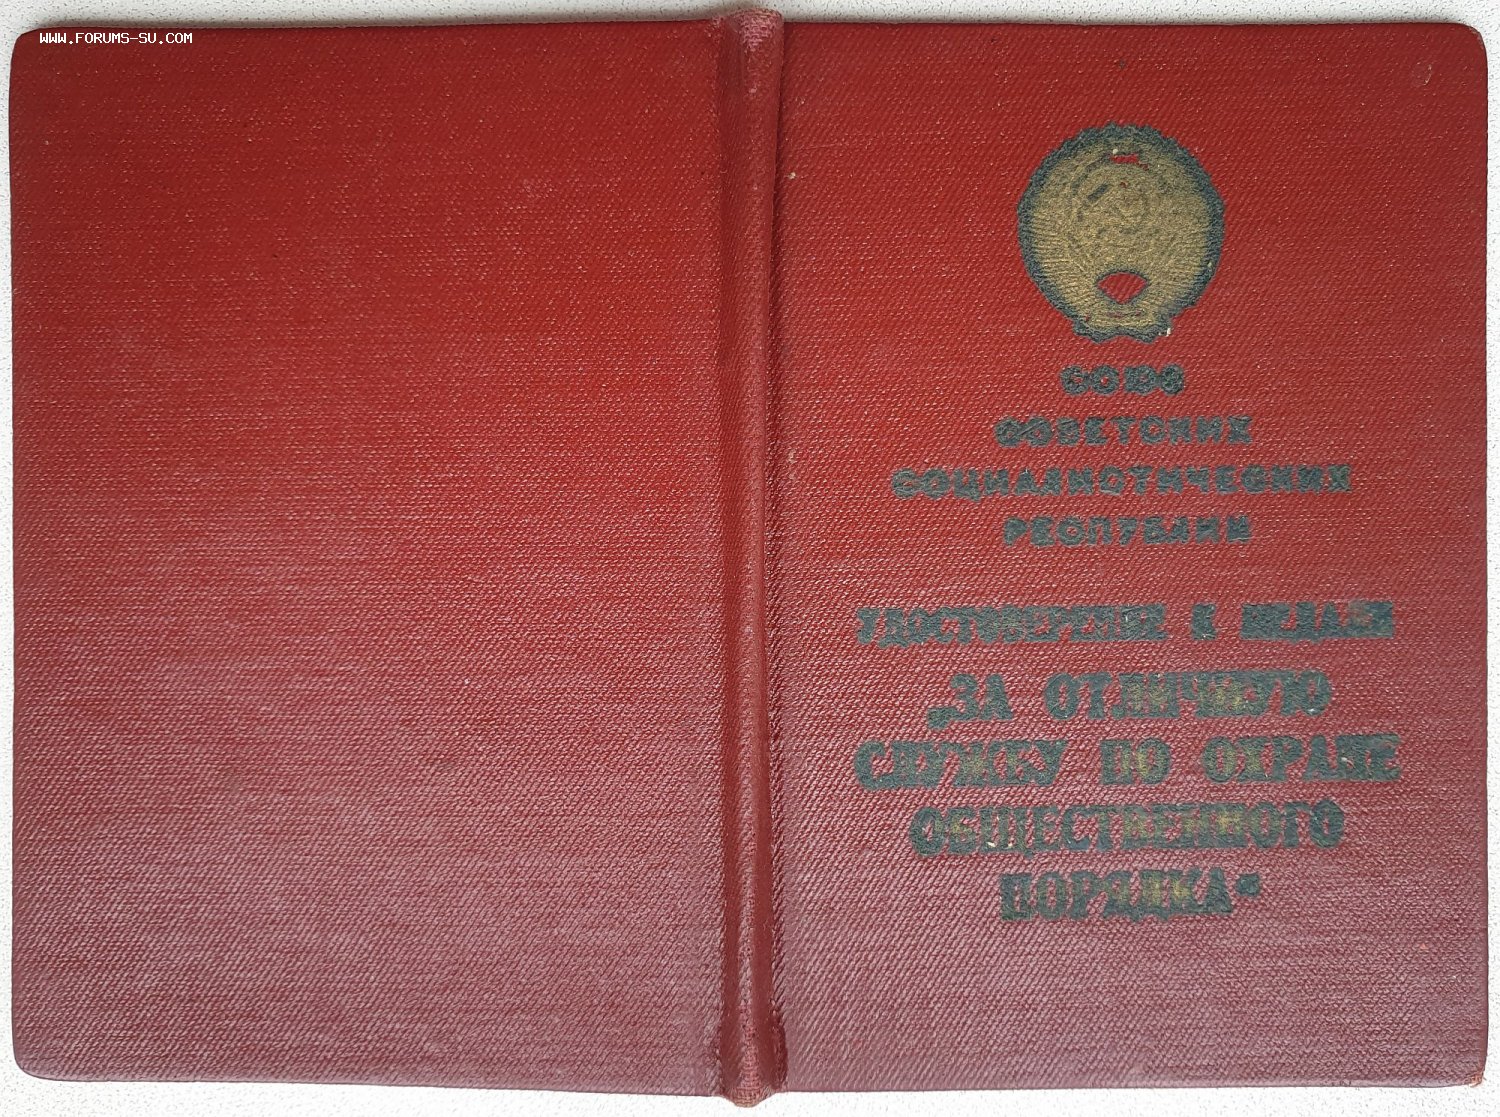 WWW.FORUMS-SU.COM
СОЮЗ
СОВЕТСКИХ
СОЦИАЛИСТИЧЕСКИХ
РЕСПУБЛИК
УДОСТОВЕРЕНИЕ К МЕДАЛИ
„ЗА ОТЛИЧНУЮ
СЛУЖБУ ПО ОХРАНЕ
ОБЩЕСТВЕННОГО
ПОРЯДКА“